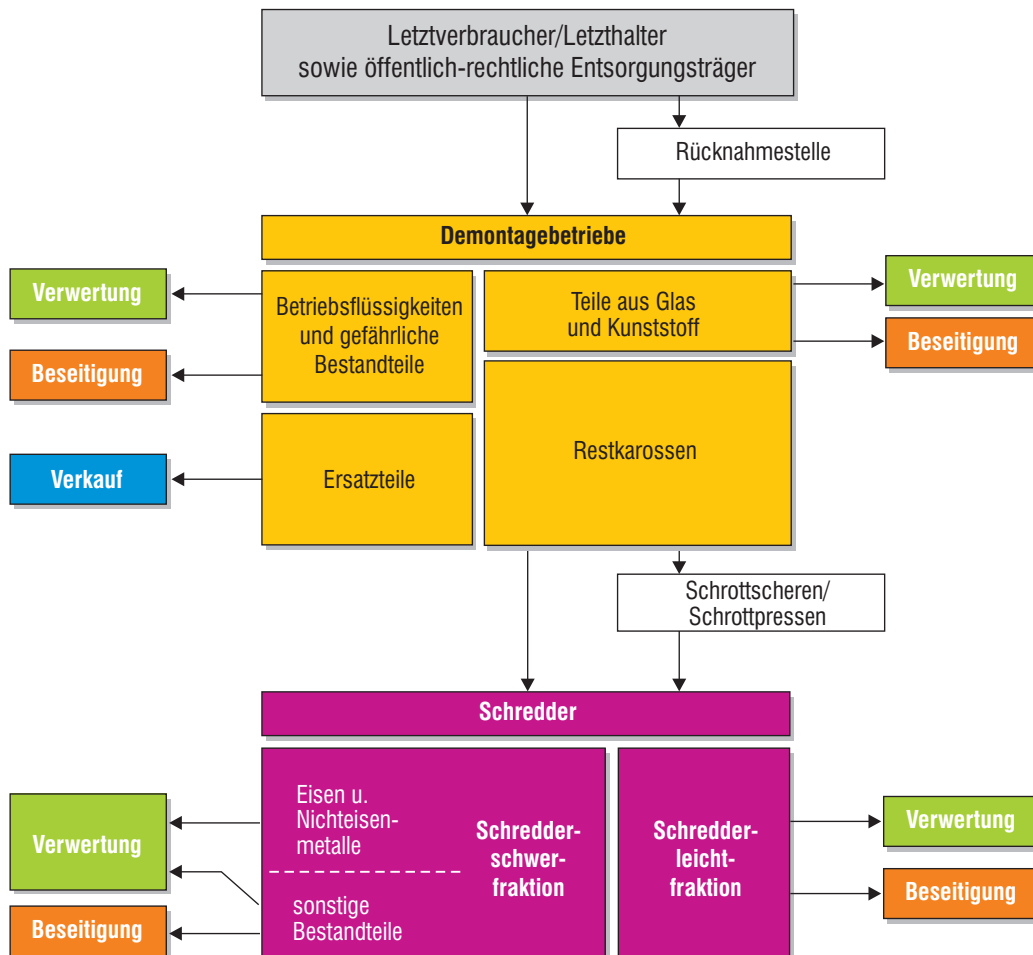 Letztverbraucher/Letzthalter
sowie öffentlich-rechtliche Entsorgungsträger
Rücknahmestelle
Demontagebetriebe
Verwertung
Beseitigung
Betriebsflüssigkeiten
und gefährliche
Bestandteile
Teile aus Glas
und Kunststoff
Verwertung
Beseitigung
Verkauf
Ersatzteile
Restkarossen
Schrottscheren/
Schrottpressen
Schredder
Verwertung
Beseitigung
Eisen u.
Nichteisen-
metalle
sonstige
Bestandteile
Schredder-
schwer-
fraktion
Schredder-
leicht-
fraktion
Verwertung
Beseitigung